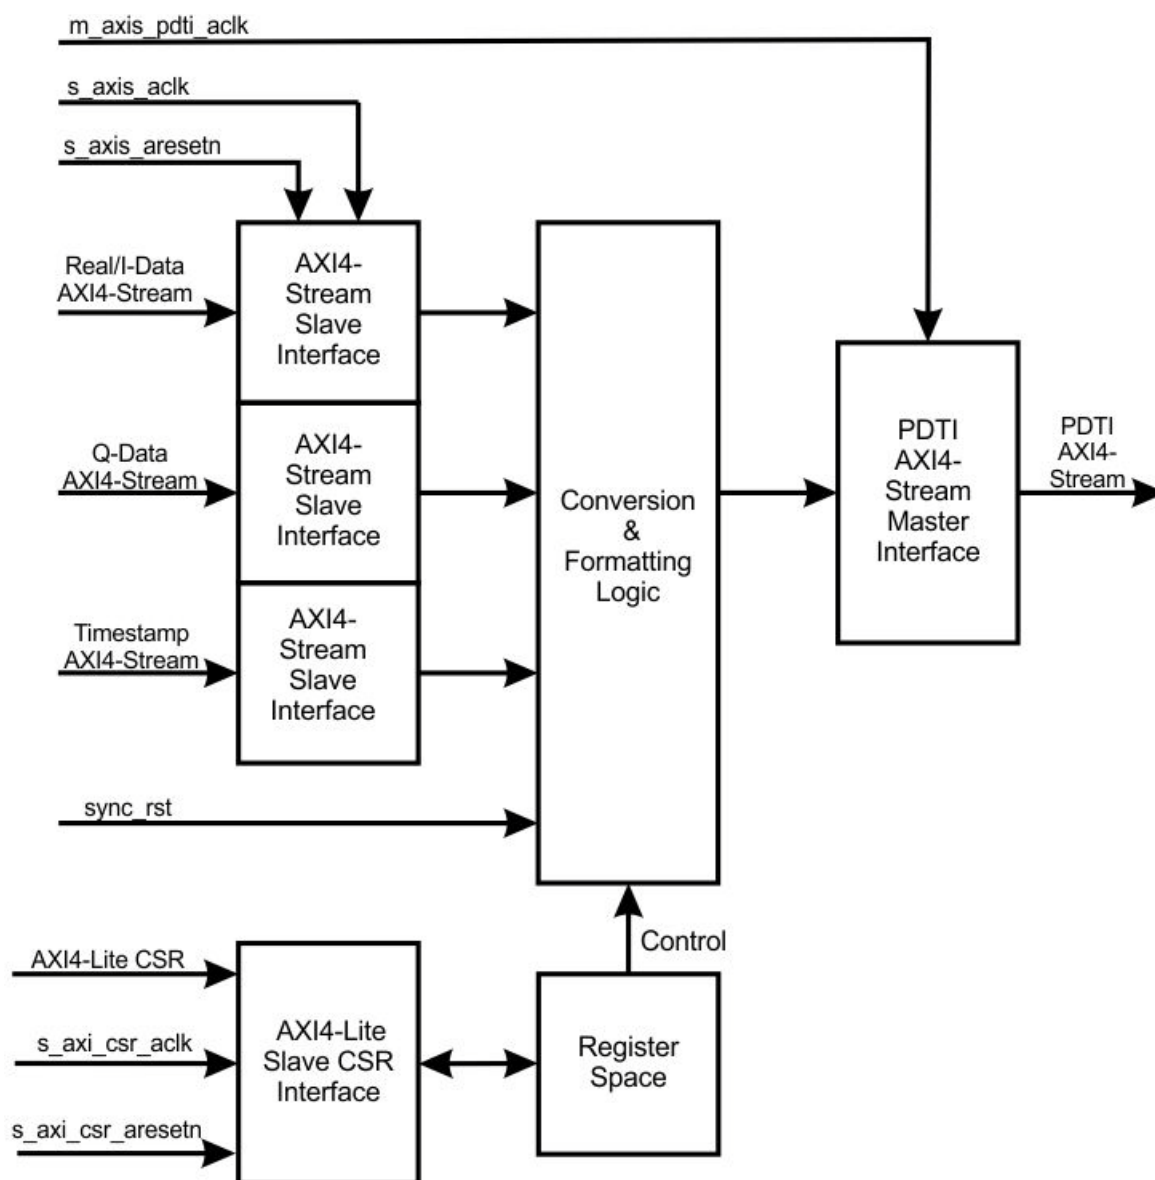 m_axis_pdti_aclk
s_axis_aclk
s_axis_aresetn
Real/I-Data
AXI4-Stream
AXI4-
Stream
Slave
Interface
Q-Data
AXI4-Stream
AXI4-
Stream
Slave
Interface
Timestamp
AXI4-Stream
AXI4-
Stream
Slave
Interface
sync_rst
Conversion
&
Formatting
Logic
PDTI
AXI4-
Stream
Master
Interface
PDTI
AXI4-
Stream
Control
AXI4-Lite CSR
s_axi_csr_aclk
s_axi_csr_aresetn
AXI4-Lite
Slave CSR
Interface
Register
Space